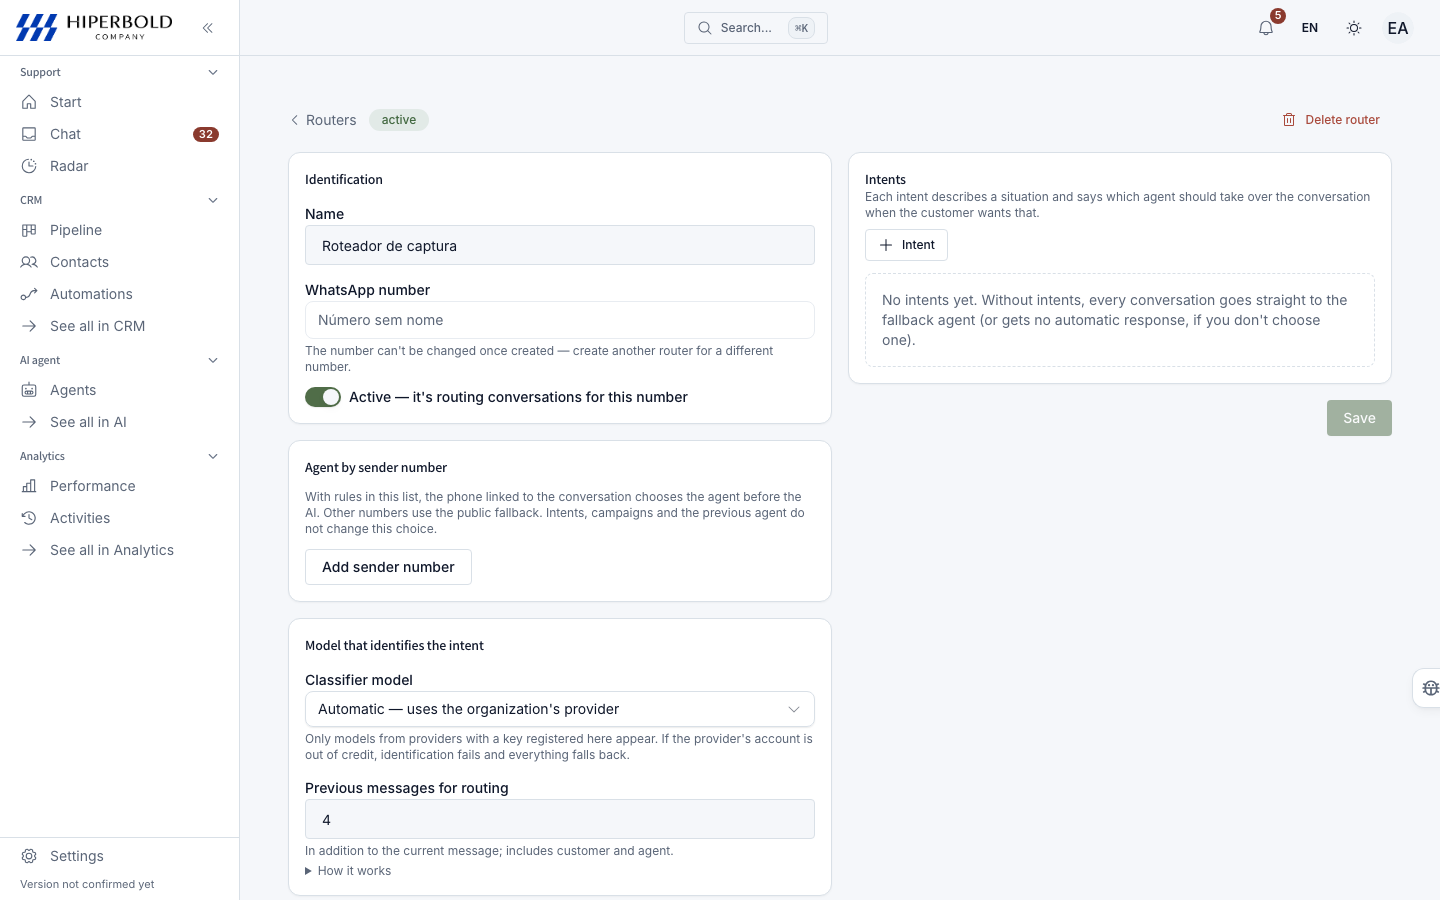 HIPERBOLD
COMPANY
Search...
⌘K
5
EN
EA
Support
Start
Chat
32
Radar
CRM
Pipeline
Contacts
Automations
See all in CRM
AI agent
Agents
See all in AI
Analytics
Performance
Activities
See all in Analytics
Settings
Version not confirmed yet
Routers
active
Delete router
Identification
Name
Roteador de captura
WhatsApp number
Número sem nome
The number can't be changed once created — create another router for a different
number.
Active — it's routing conversations for this number
Agent by sender number
With rules in this list, the phone linked to the conversation chooses the agent before the
AI. Other numbers use the public fallback. Intents, campaigns and the previous agent do
not change this choice.
Add sender number
Model that identifies the intent
Classifier model
Automatic — uses the organization's provider
Only models from providers with a key registered here appear. If the provider's account is
out of credit, identification fails and everything falls back.
Previous messages for routing
4
In addition to the current message; includes customer and agent.
How it works
Intents
Each intent describes a situation and says which agent should take over the conversation
when the customer wants that.
Intent
No intents yet. Without intents, every conversation goes straight to the
fallback agent (or gets no automatic response, if you don't choose
one).
Save